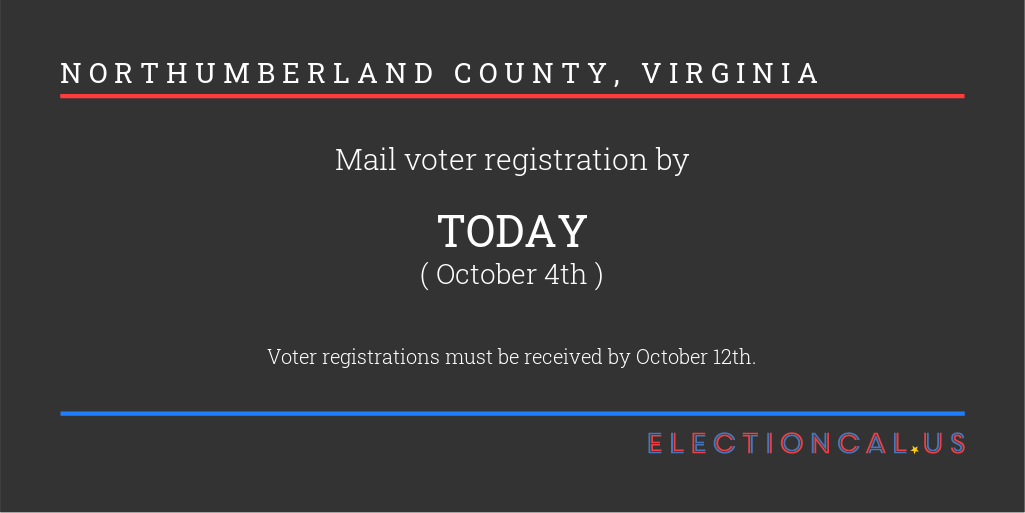 NORTHUMBERLAND COUNTY, VIRGINIA
Mail voter registration by
TODAY
( October 4th )
Voter registrations must be received by October 12th.
ELECTIONCAL.US